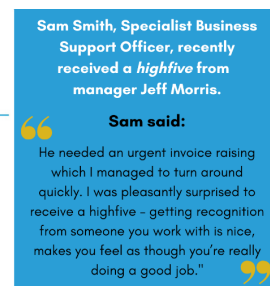 Sam Smith, Specialist Business
Support Officer, recently
received a highfive from
manager Jeff Morris.
Sam said:
“
He needed an urgent invoice raising
which I managed to turn around
quickly. I was pleasantly surprised to
receive a highfive - getting recognition
from someone you work with is nice,
makes you feel as though you’re really
doing a good job."
”